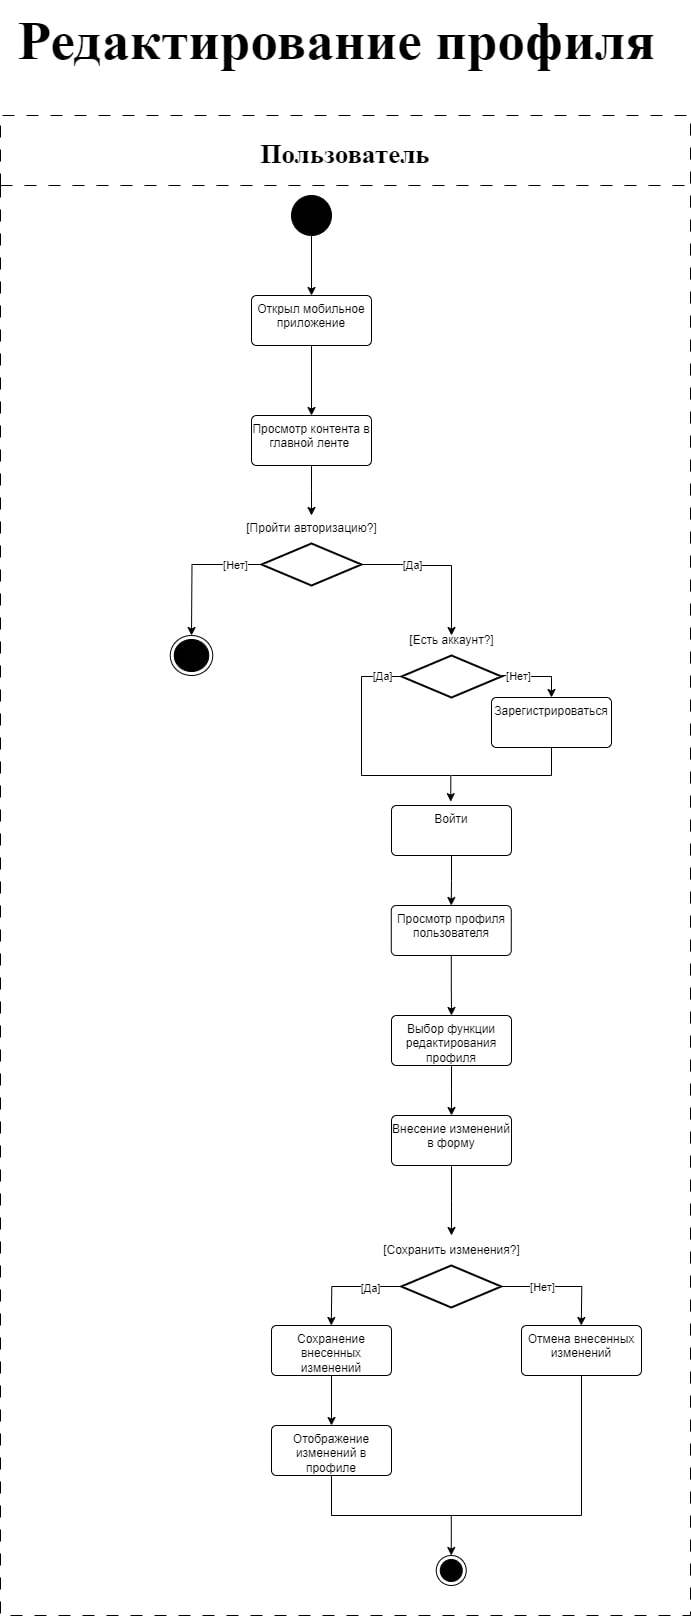 Редактирование профиля
Пользователь
Открыл мобильное
приложение
Просмотр контента в
главной ленте
[Пройти авторизацию?]
[Нет]
[Да]
[Есть аккаунт?]
[Да]
[Нет]
Зарегистрироваться
Войти
Просмотр профиля
пользователя
Выбор функции
редактирования
профиля
Внесение изменений
в форму
[Сохранить изменения?]
[Да]
[Нет]
Сохранение
внесенных
изменений
Отмена внесенных
изменений
Отображение
изменений в
профиле